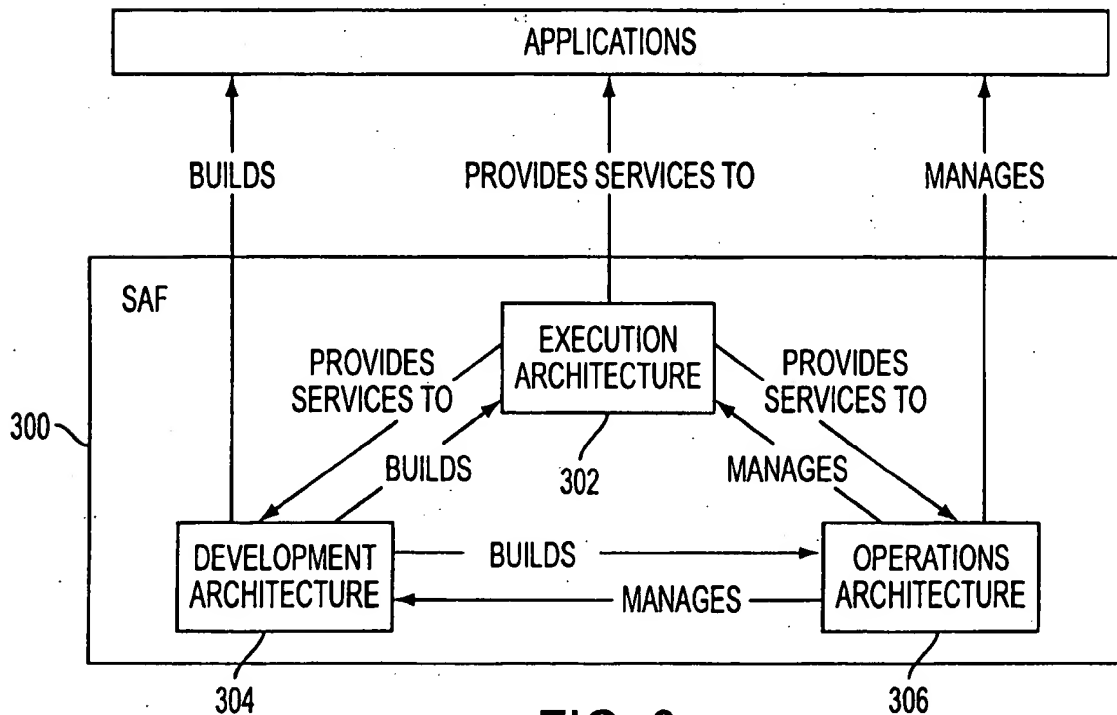 APPLICATIONS
BUILDS
PROVIDES SERVICES TO
MANAGES
SAF
EXECUTION
ARCHITECTURE
PROVIDES
SERVICES TO
PROVIDES
SERVICES TO
300
BUILDS
302
MANAGES
DEVELOPMENT
ARCHITECTURE
BUILDS
MANAGES
OPERATIONS
ARCHITECTURE
304
306